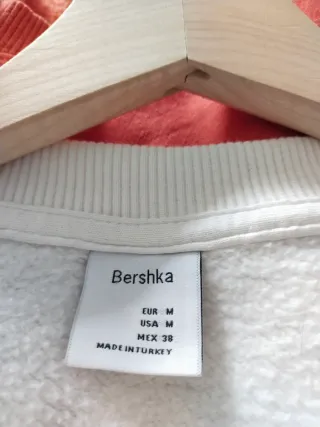 Bershka
EUR M
USA M
MEX 38
MADE IN TURKEY